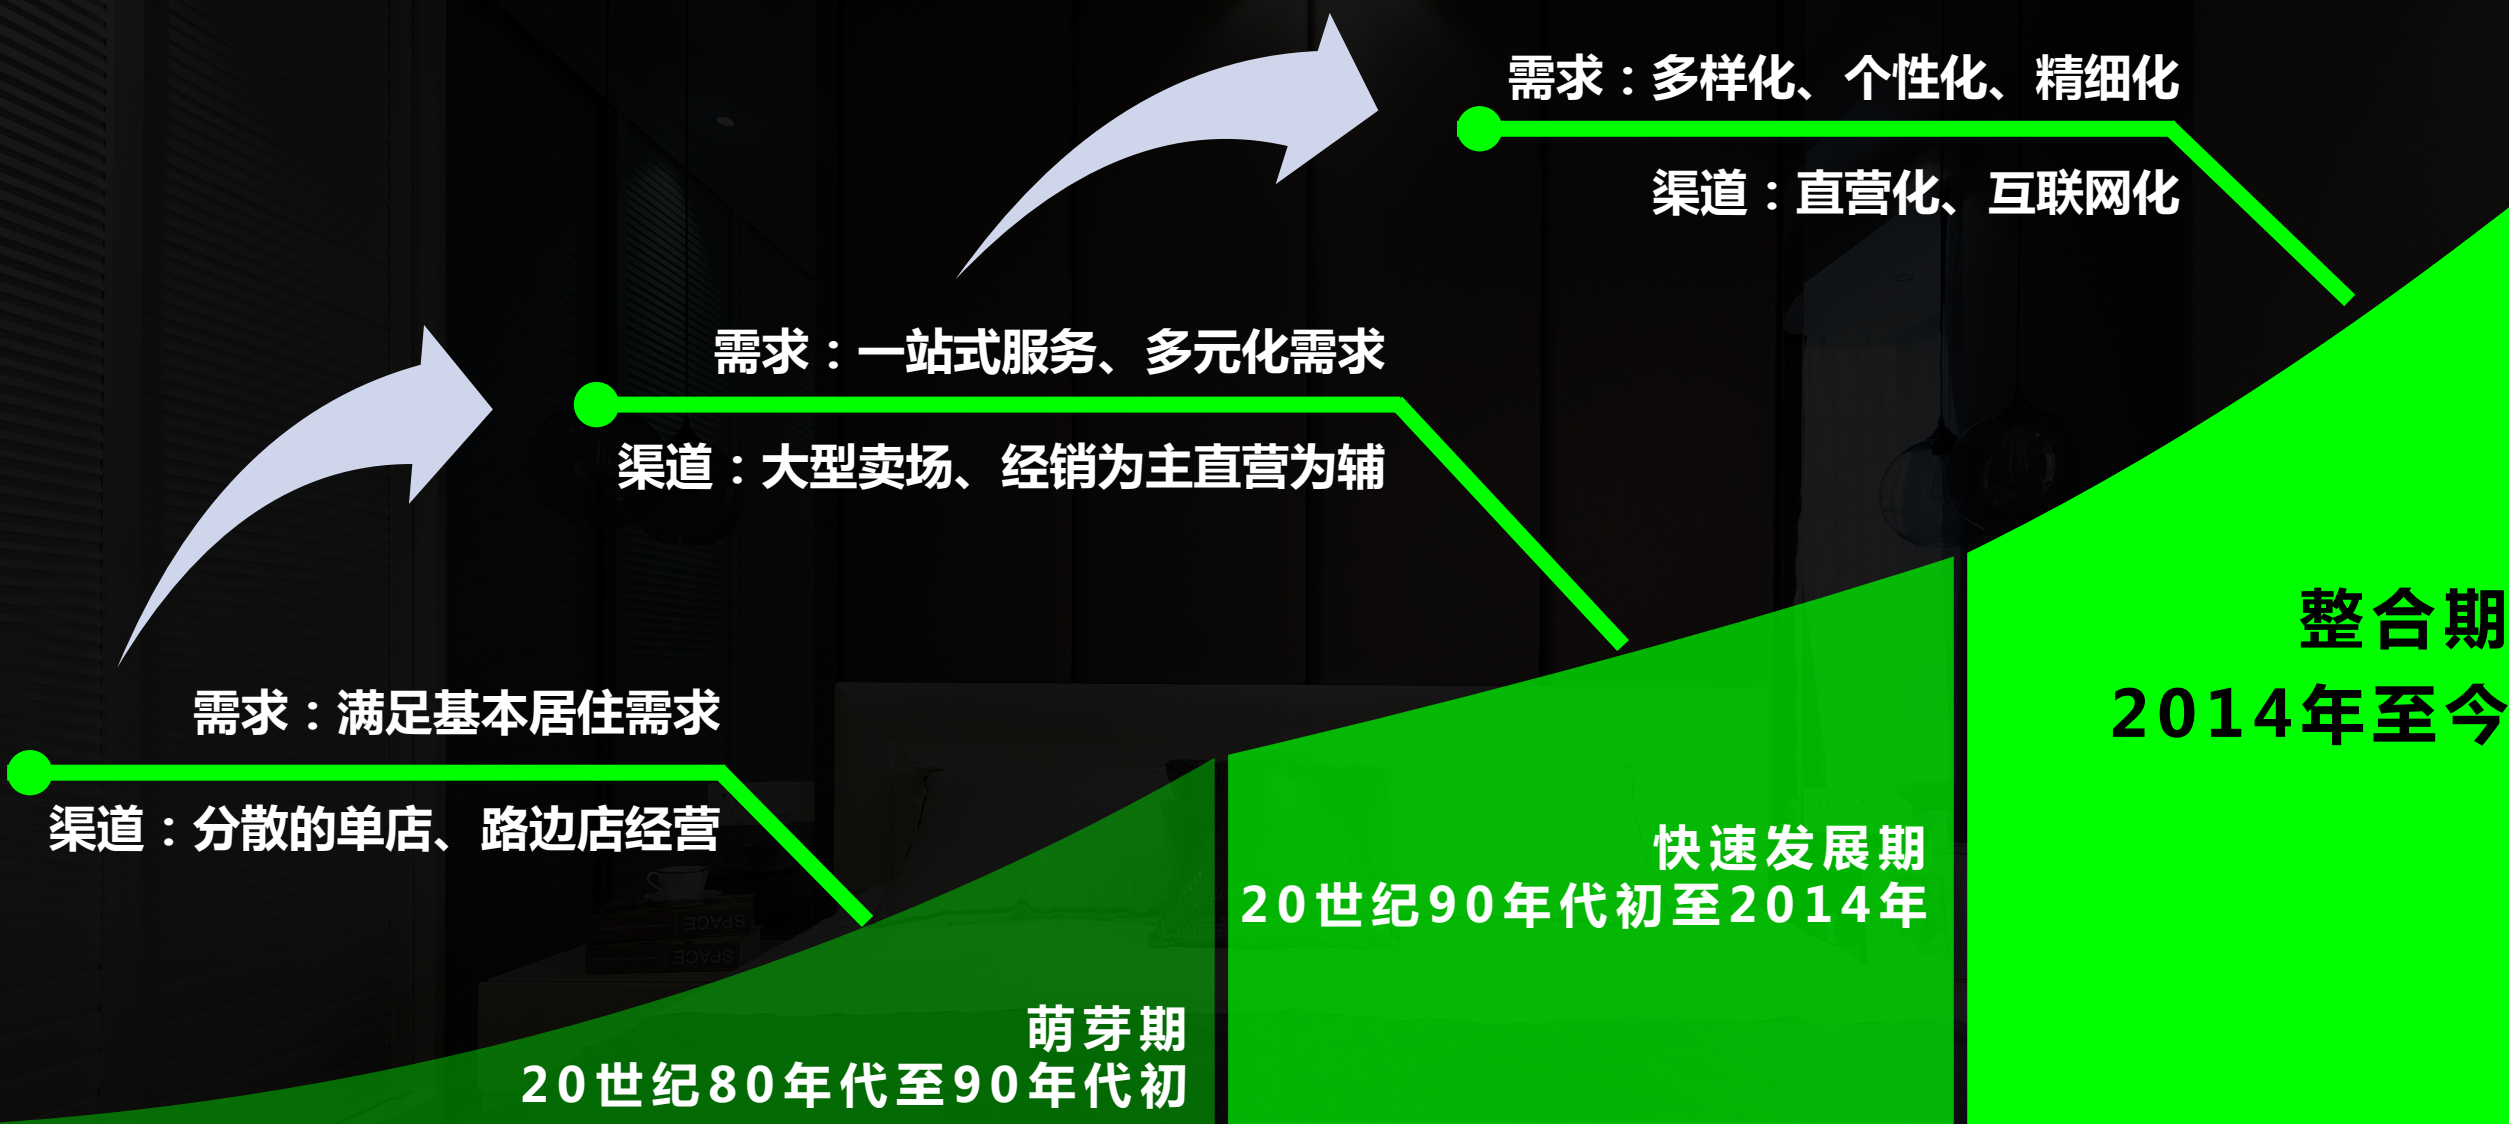 需求：多样化、个性化、精细化
渠道：直营化、互联网化
需求：一站式服务、多元化需求
渠道：大型卖场、经销为主直营为辅
需求：满足基本居住需求
渠道：分散的单店、路边店经营
整合期
2014年至今
快速发展期
20世纪90年代初至2014年
萌芽期
20世纪80年代至90年代初
SPACE
SPACE